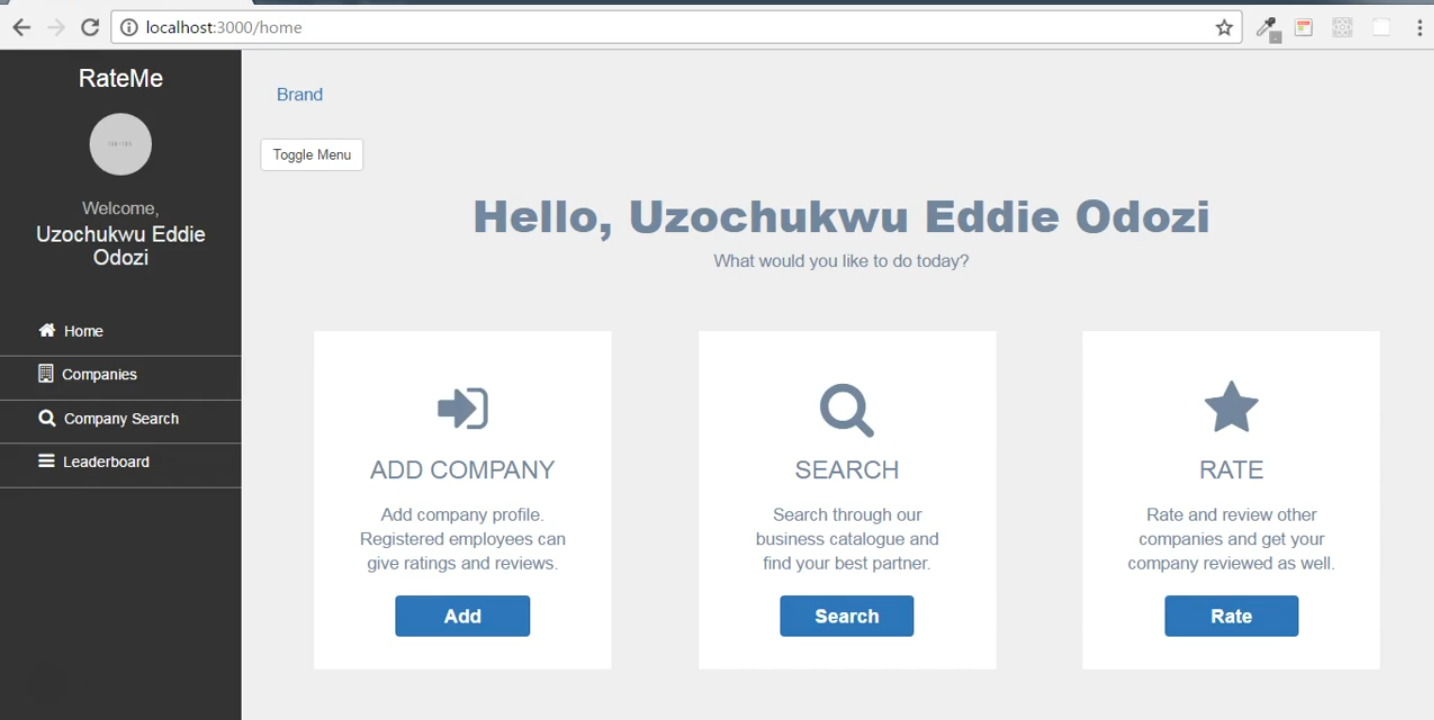 localhost:3000/home
RateMe
Welcome,
Uzochukwu Eddie
Odozi
Home
Companies
Company Search
Leaderboard
Brand
Toggle Menu
Hello, Uzochukwu Eddie Odozi
What would you like to do today?
ADD COMPANY
Add company profile.
Registered employees can
give ratings and reviews.
Add
SEARCH
Search through our
business catalogue and
find your best partner.
Search
RATE
Rate and review other
companies and get your
company reviewed as well.
Rate